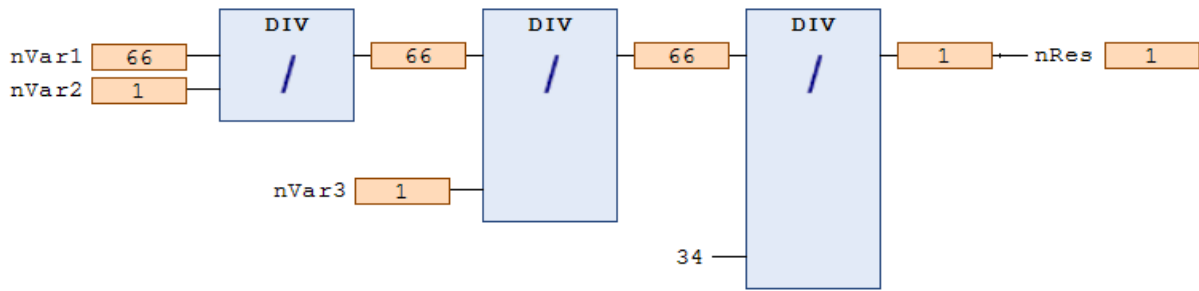 DIV DIV DIV
nVar1 66 / 66 / 66 / 1 nRes 1
nVar2 1
nVar3 1
34